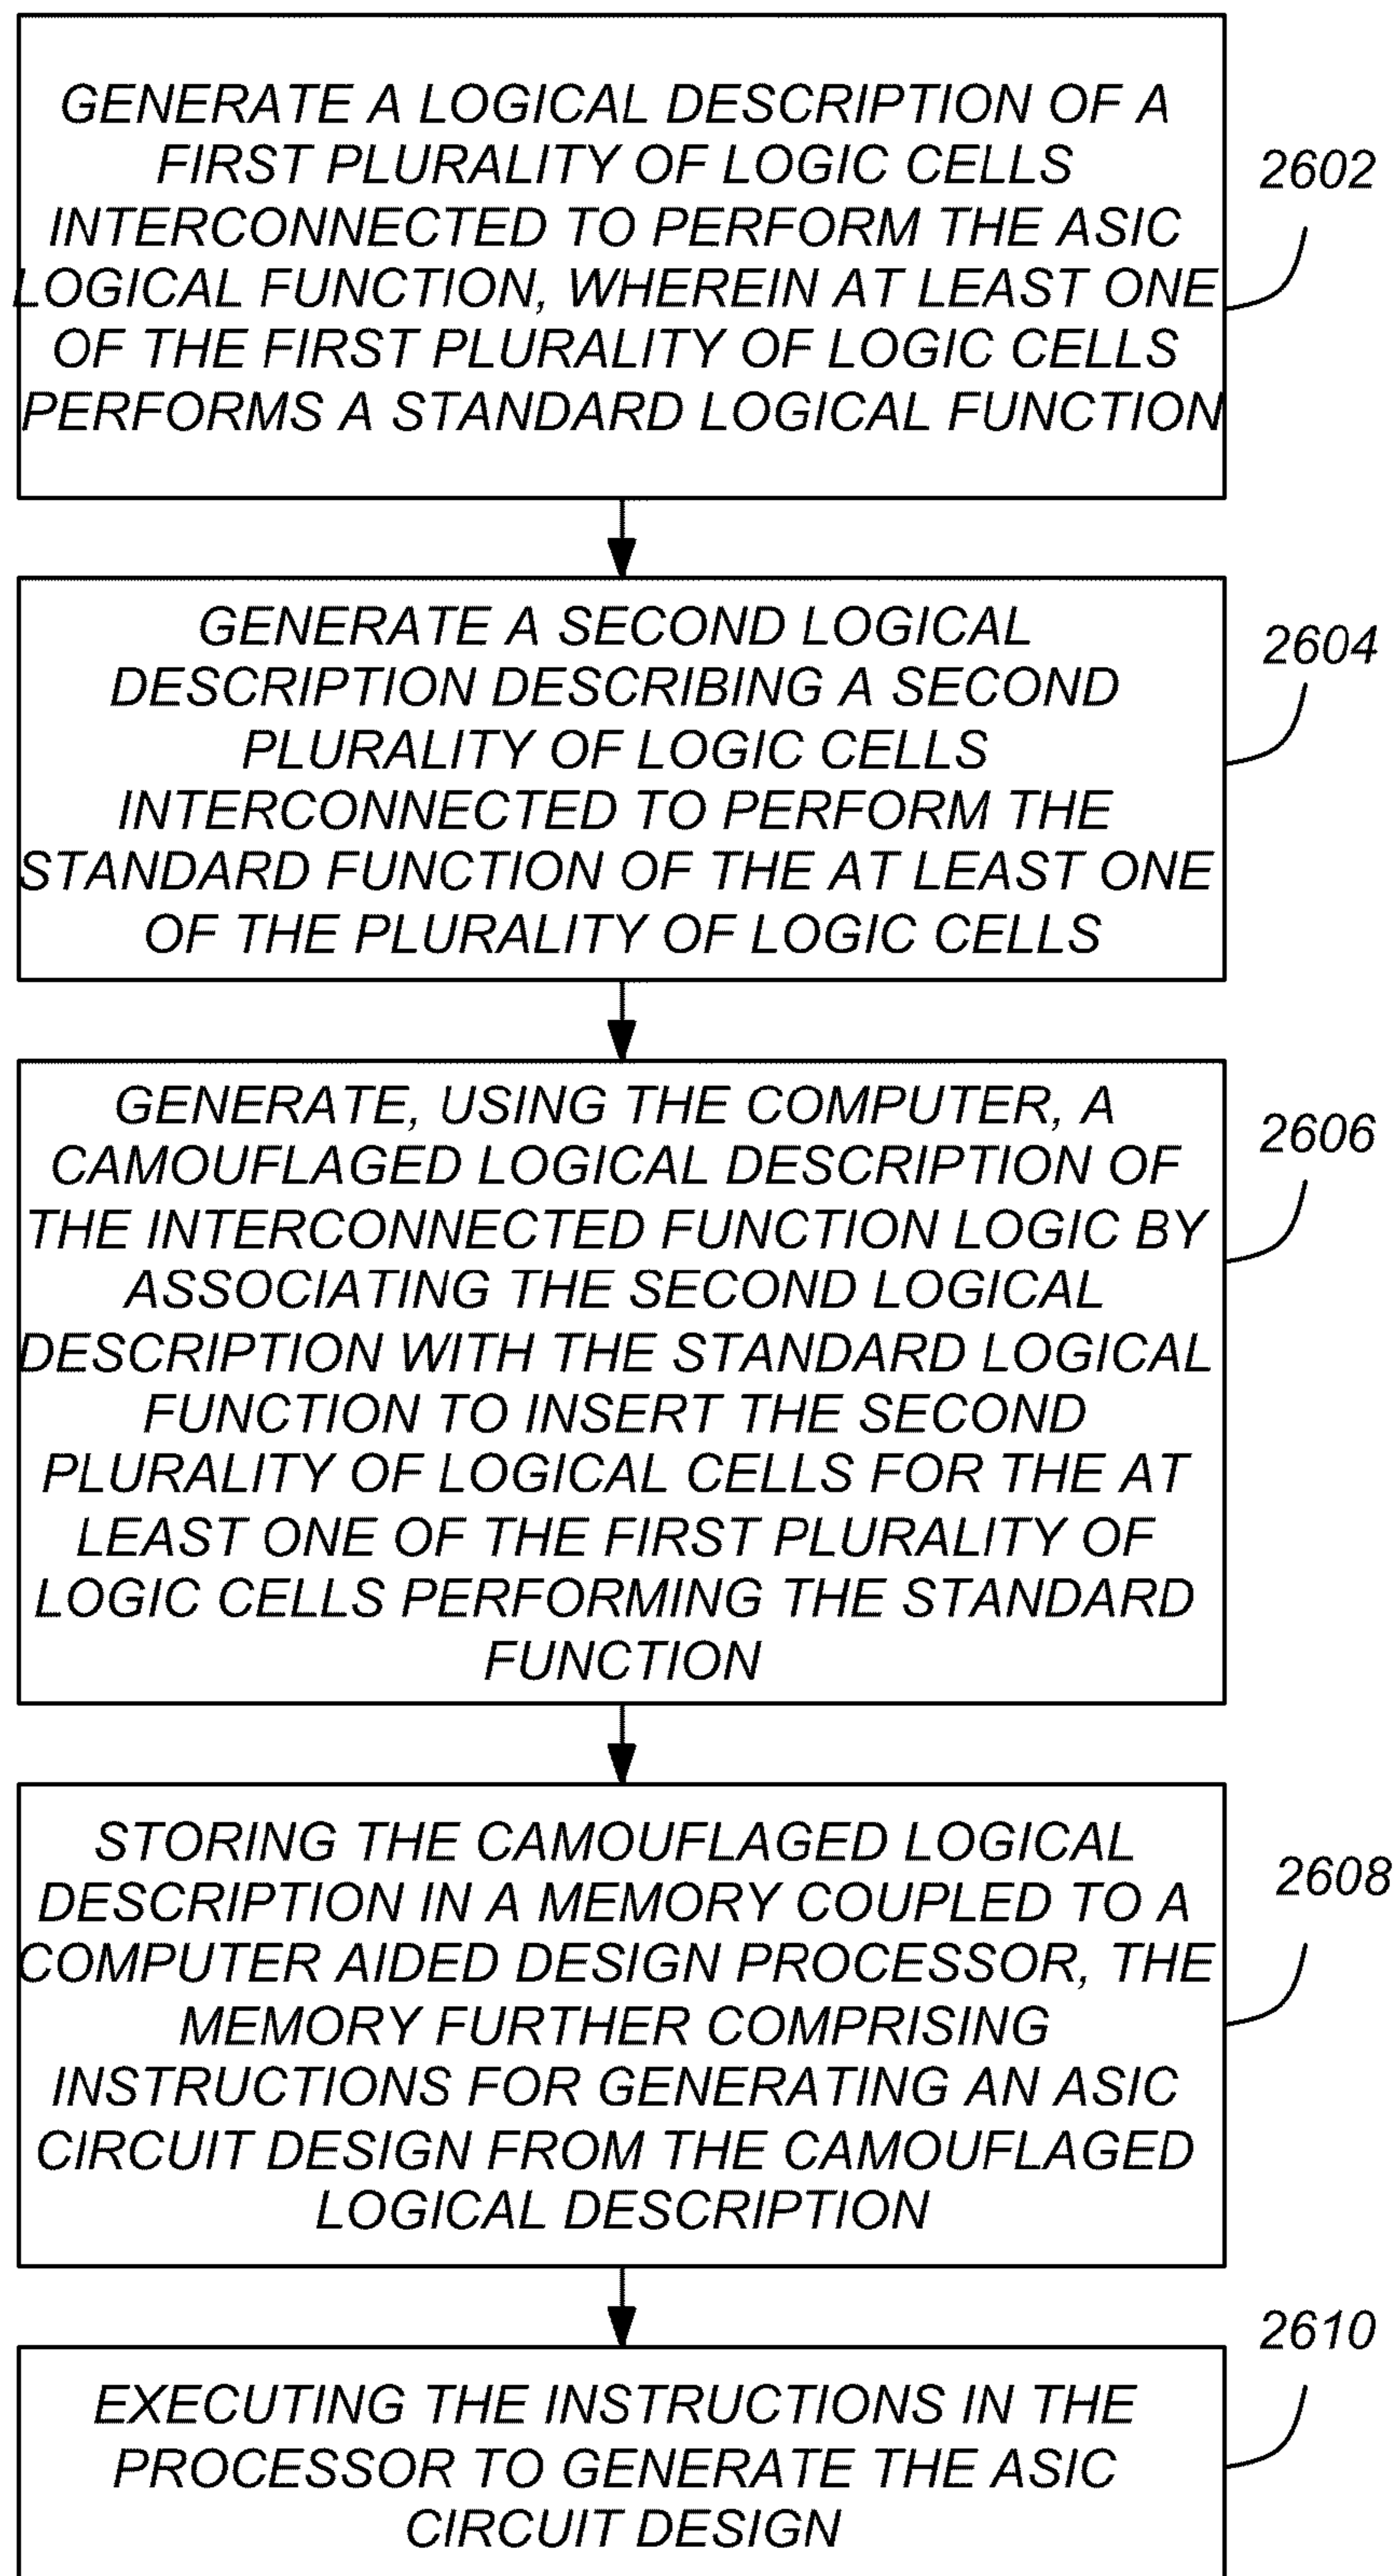 GENERATE A LOGICAL DESCRIPTION OF A
FIRST PLURALITY OF LOGIC CELLS
INTERCONNECTED TO PERFORM THE ASIC
LOGICAL FUNCTION, WHEREIN AT LEAST ONE
OF THE FIRST PLURALITY OF LOGIC CELLS
PERFORMS A STANDARD LOGICAL FUNCTION
2602
GENERATE A SECOND LOGICAL
DESCRIPTION DESCRIBING A SECOND
PLURALITY OF LOGIC CELLS
INTERCONNECTED TO PERFORM THE
STANDARD FUNCTION OF THE AT LEAST ONE
OF THE PLURALITY OF LOGIC CELLS
2604
GENERATE, USING THE COMPUTER, A
CAMOUFLAGED LOGICAL DESCRIPTION OF
THE INTERCONNECTED FUNCTION LOGIC BY
ASSOCIATING THE SECOND LOGICAL
DESCRIPTION WITH THE STANDARD LOGICAL
FUNCTION TO INSERT THE SECOND
PLURALITY OF LOGICAL CELLS FOR THE AT
LEAST ONE OF THE FIRST PLURALITY OF
LOGIC CELLS PERFORMING THE STANDARD
FUNCTION
2606
STORING THE CAMOUFLAGED LOGICAL
DESCRIPTION IN A MEMORY COUPLED TO A
COMPUTER AIDED DESIGN PROCESSOR, THE
MEMORY FURTHER COMPRISING
INSTRUCTIONS FOR GENERATING AN ASIC
CIRCUIT DESIGN FROM THE CAMOUFLAGED
LOGICAL DESCRIPTION
2608
EXECUTING THE INSTRUCTIONS IN THE
PROCESSOR TO GENERATE THE ASIC
CIRCUIT DESIGN
2610